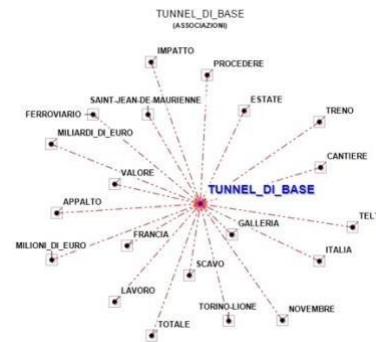 TUNNEL_DI_BASE
(ASSOCIAZIONI)
IMPATTO
PROCEDERE
SAINT-JEAN-DE-MAURIENNE
ESTATE
FERROVIARIO
TRENO
MILIARDI_DI_EURO
CANTIERE
VALORE
TUNNEL_DI_BASE
APPALTO
TELT
GALLERIA
FRANCIA
MILIONI_DI_EURO
ITALIA
SCAVO
LAVORO
TORINO-LIONE
NOVEMBRE
TOTALE